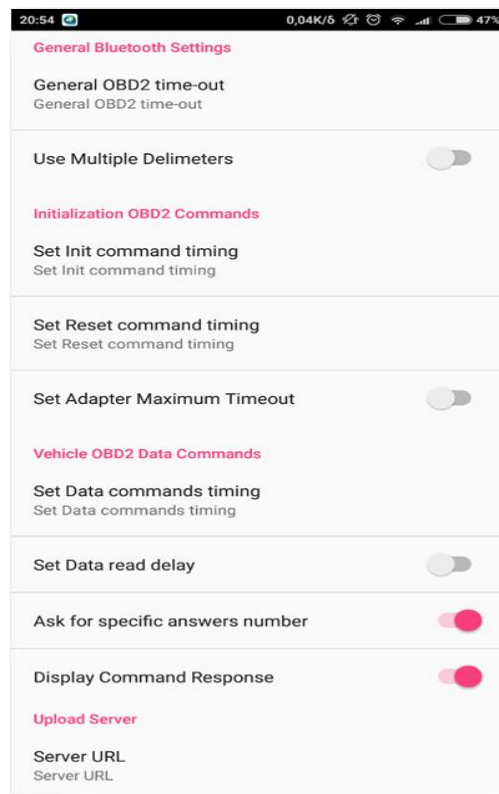 20:54 0,04K/δ 47%
General Bluetooth Settings
General OBD2 time-out
General OBD2 time-out
Use Multiple Delimeters
Initialization OBD2 Commands
Set Init command timing
Set Init command timing
Set Reset command timing
Set Reset command timing
Set Adapter Maximum Timeout
Vehicle OBD2 Data Commands
Set Data commands timing
Set Data commands timing
Set Data read delay
Ask for specific answers number
Display Command Response
Upload Server
Server URL
Server URL